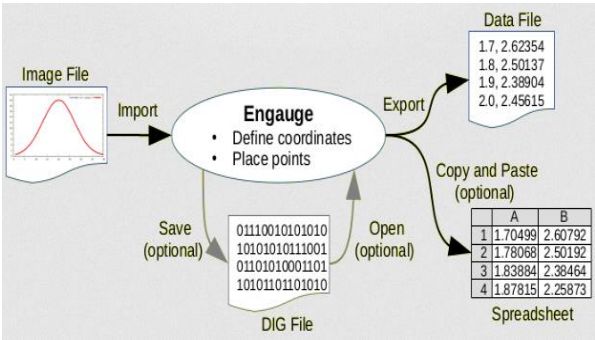 Image File
Import
Engauge
• Define coordinates
• Place points
Export
Data File
1.7, 2.62354
1.8, 2.50137
1.9, 2.38904
2.0, 2.45615
Copy and Paste
(optional)
A B
1 1.70499 2.60792
2 1.78068 2.50192
3 1.83884 2.38464
4 1.87815 2.25873
Spreadsheet
Save
(optional)
01110010101010
10101010111001
01101010001101
10101101101010
DIG File
Open
(optional)